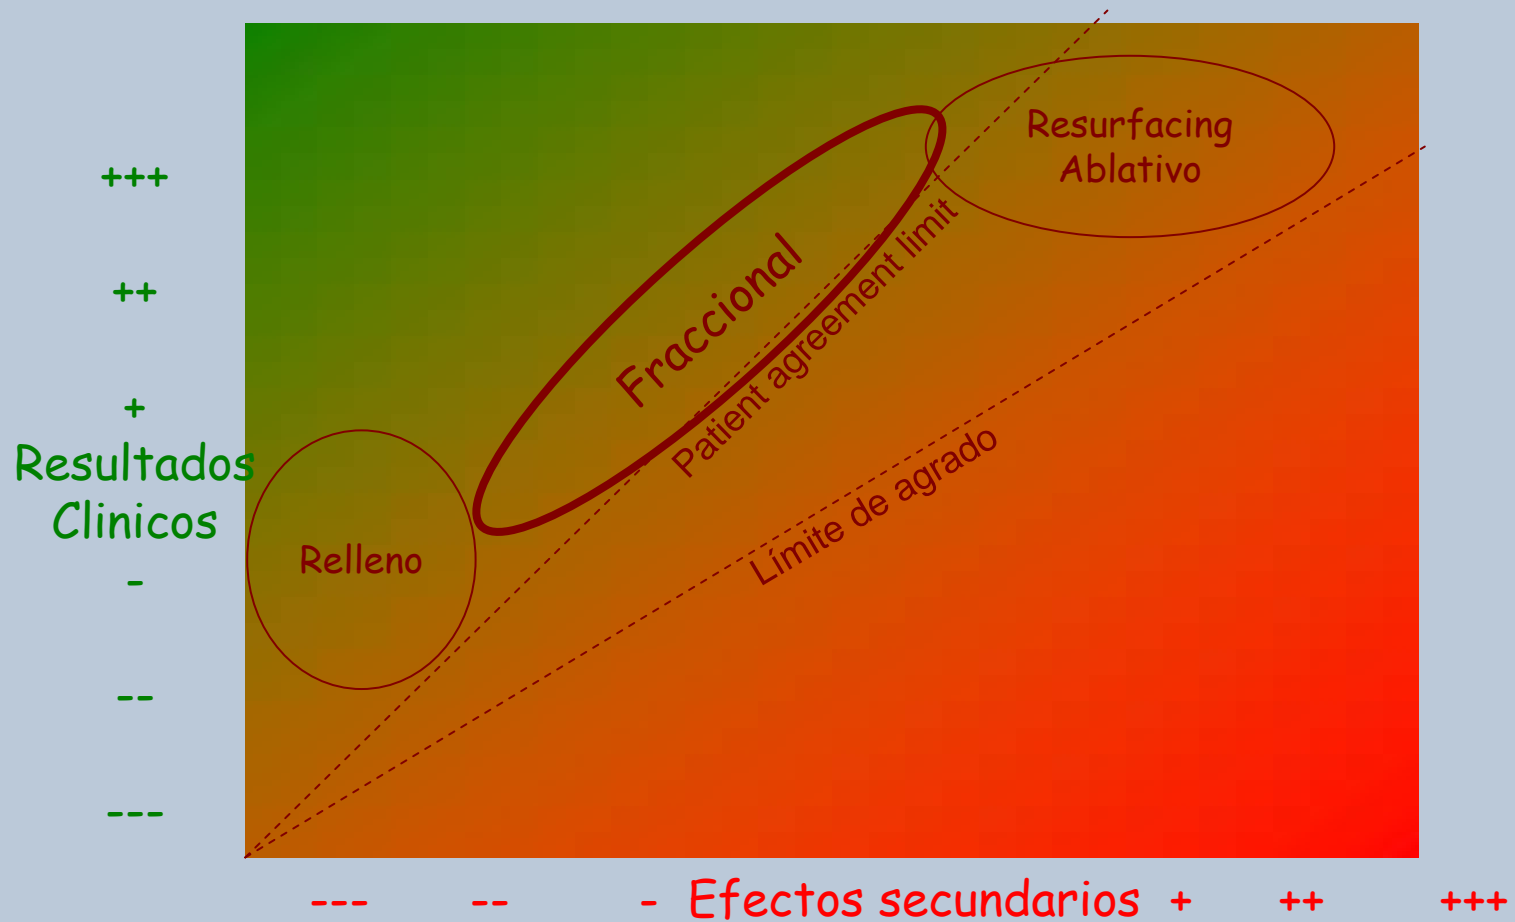 +++
++
+
Resultados
Clinicos
-
--
---
Resurfacing
Ablativo
Fraccional
Patient agreement limit
Límite de agrado
Relleno
--- -- - Efectos secundarios + ++ +++